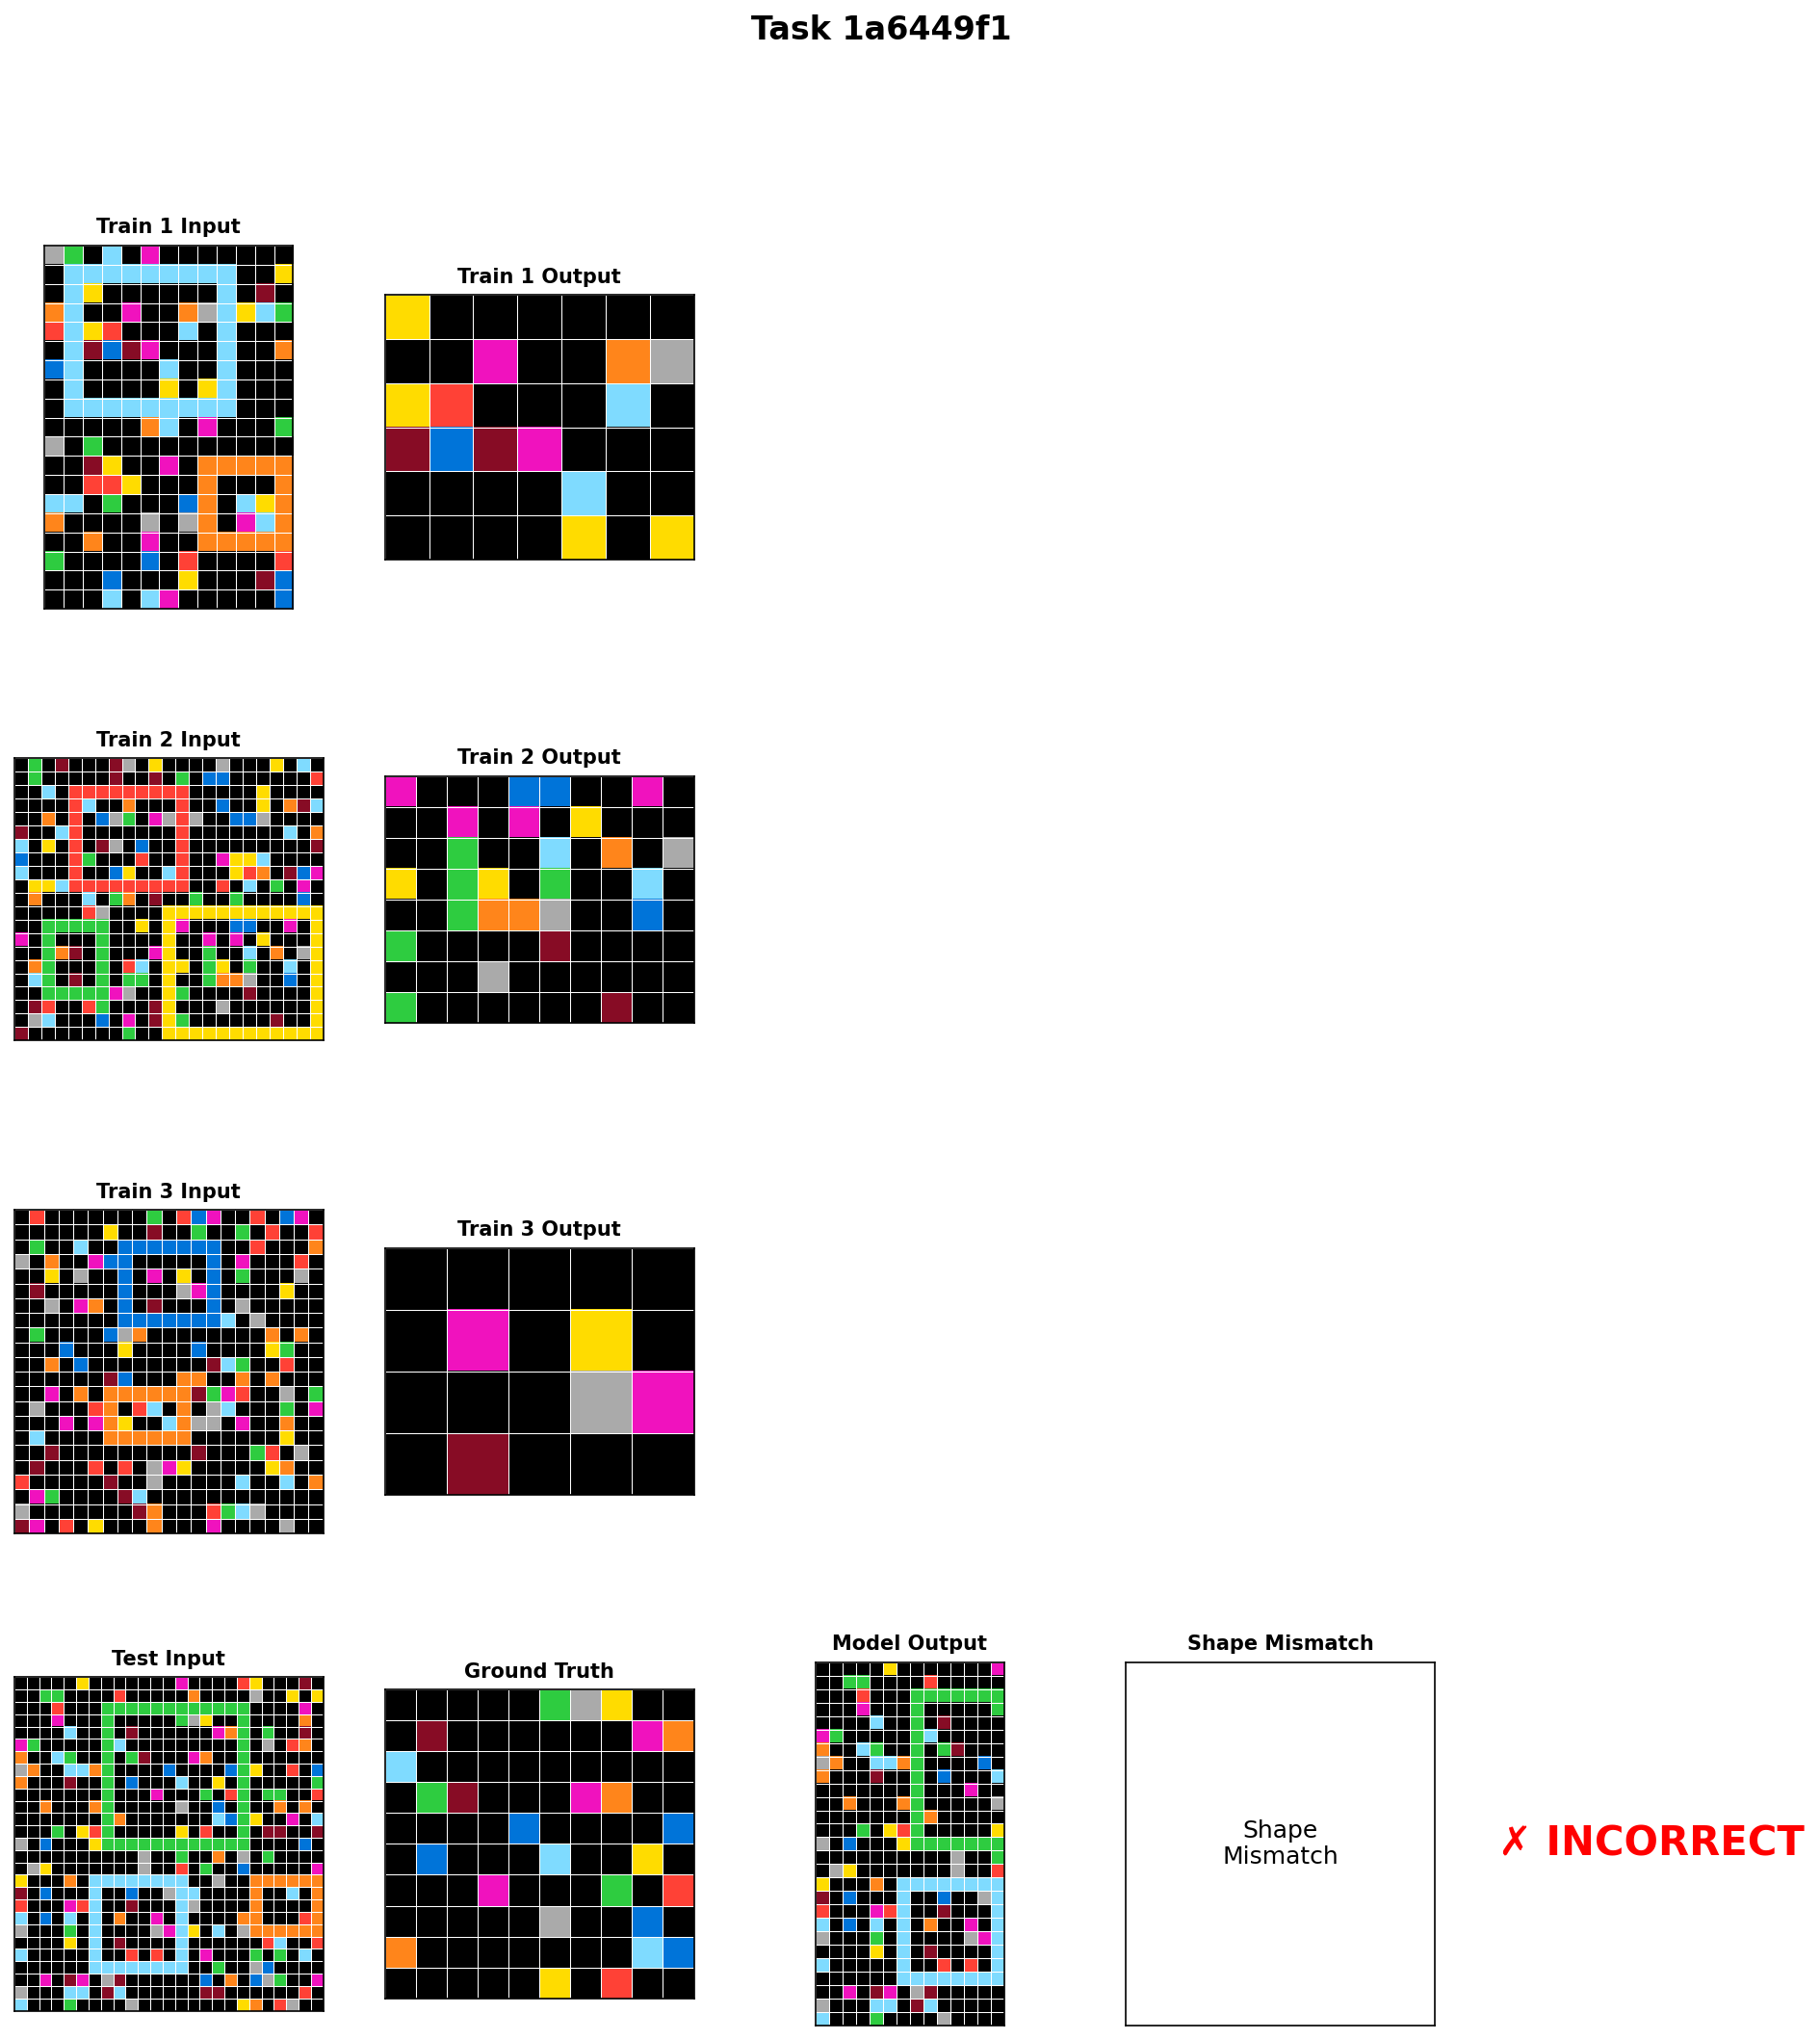 Task 1a6449f1
Train 1 Input
Train 1 Output
Train 2 Input
Train 2 Output
Train 3 Input
Train 3 Output
Test Input
Ground Truth
Model Output
Shape Mismatch
Shape
Mismatch
✗ INCORRECT